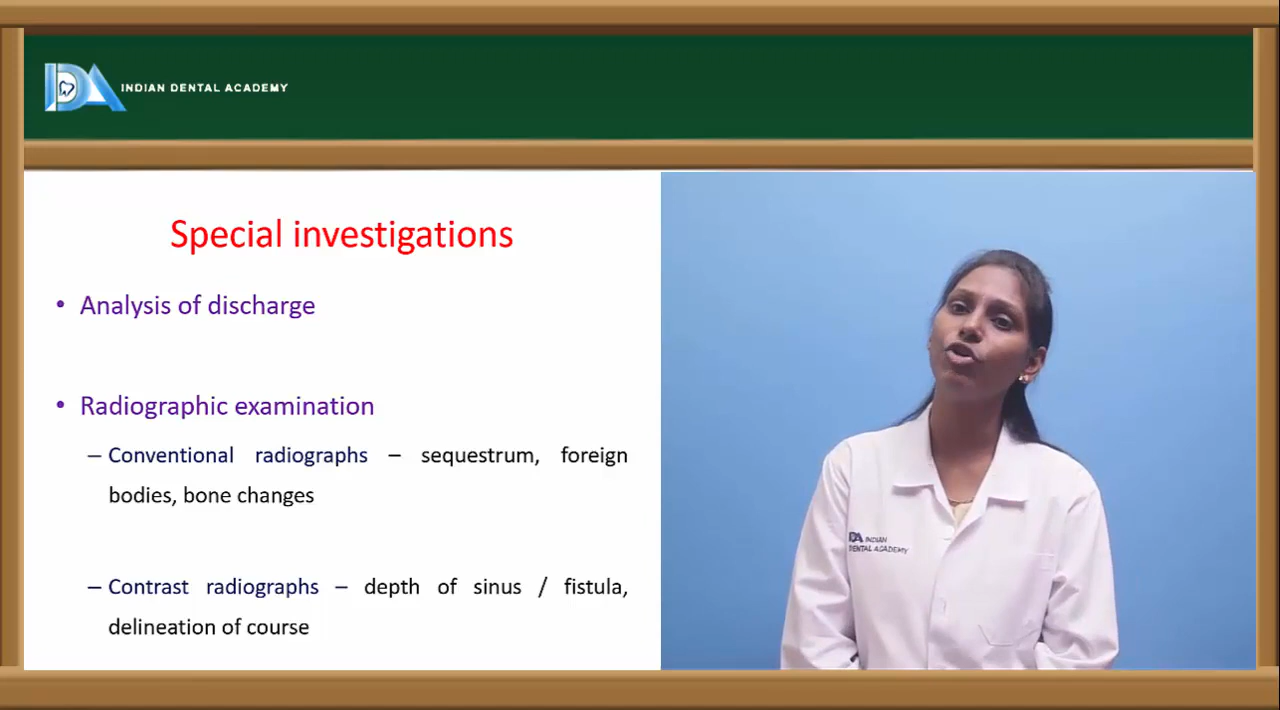 IDA INDIAN DENTAL ACADEMY
Special investigations
• Analysis of discharge
• Radiographic examination
– Conventional radiographs – sequestrum, foreign
bodies, bone changes
– Contrast radiographs – depth of sinus / fistula,
delineation of course
IDA INDIAN
DENTAL ACADEMY